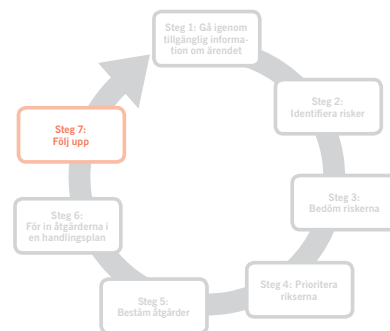 Steg 1: Gå igenom
tillgänglig informa-
tion om ärendet
Steg 2:
Identifiera risker
Steg 3:
Bedöm riskerna
Steg 4: Prioritera
rikserna
Steg 5:
Bestäm åtgärder
Steg 6:
För in åtgärderna i
en handlingsplan
Steg 7:
Följ upp